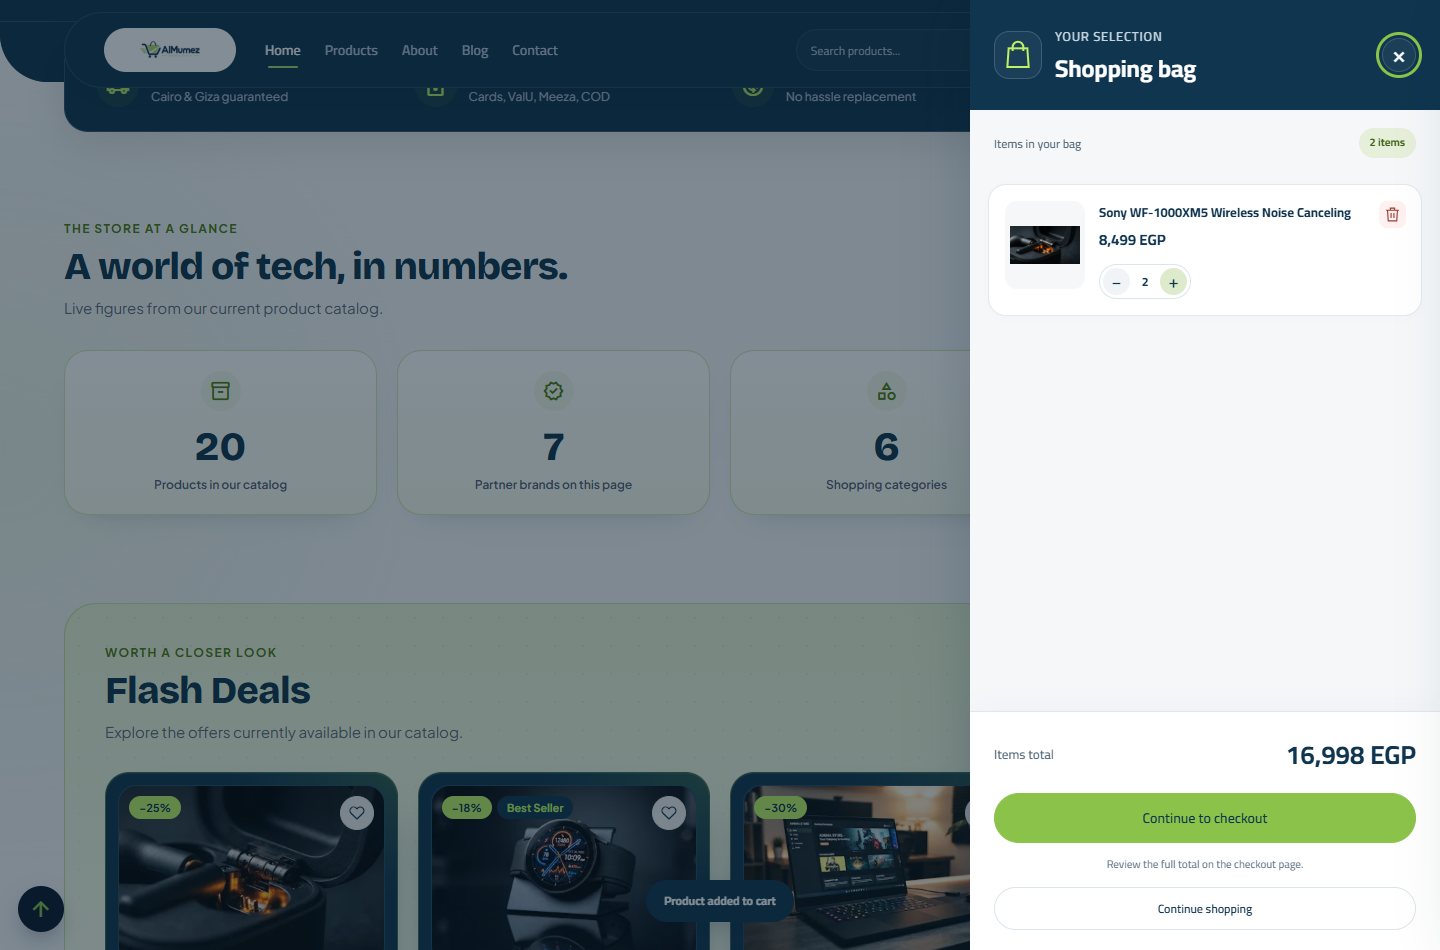 AlMumez
Home
Products
About
Blog
Contact
Search products...
Cairo & Giza guaranteed
Cards, ValU, Meeza, COD
No hassle replacement
THE STORE AT A GLANCE
A world of tech, in numbers.
Live figures from our current product catalog.
20
Products in our catalog
7
Partner brands on this page
6
Shopping categories
WORTH A CLOSER LOOK
Flash Deals
Explore the offers currently available in our catalog.
−25%
−18%
Best Seller
−30%
Product added to cart
YOUR SELECTION
Shopping bag
Items in your bag
2 items
Sony WF-1000XM5 Wireless Noise Canceling
8,499 EGP
− 2 +
Items total
16,998 EGP
Continue to checkout
Review the full total on the checkout page.
Continue shopping